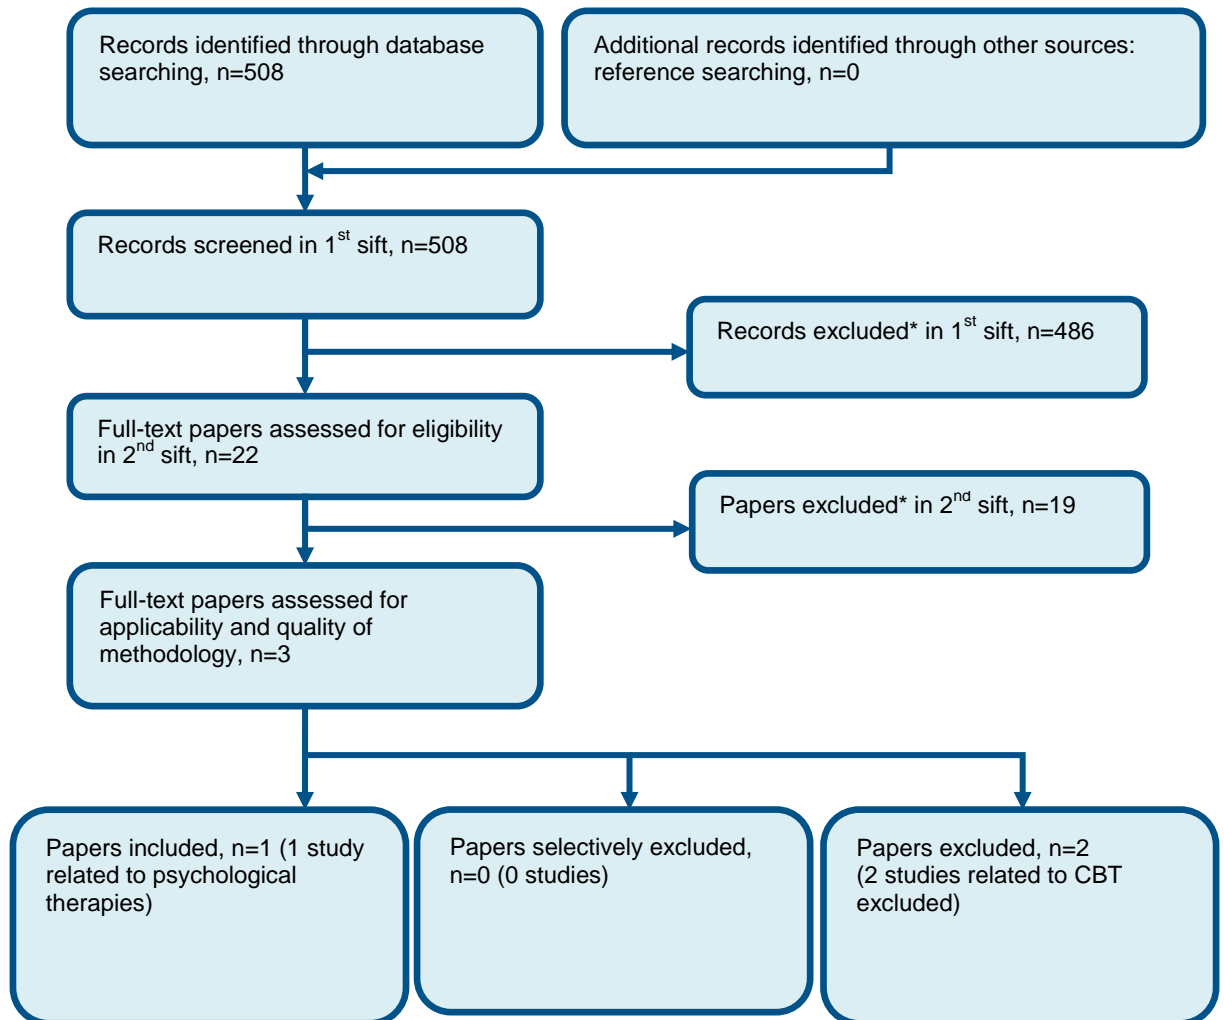 Records identified through database
searching, n=508
Additional records identified through other sources:
reference searching, n=0
Records screened in 1st sift, n=508
Records excluded* in 1st sift, n=486
Full-text papers assessed for eligibility
in 2nd sift, n=22
Papers excluded* in 2nd sift, n=19
Full-text papers assessed for
applicability and quality of
methodology, n=3
Papers included, n=1 (1 study
related to psychological
therapies)
Papers selectively excluded,
n=0 (0 studies)
Papers excluded, n=2
(2 studies related to CBT
excluded)